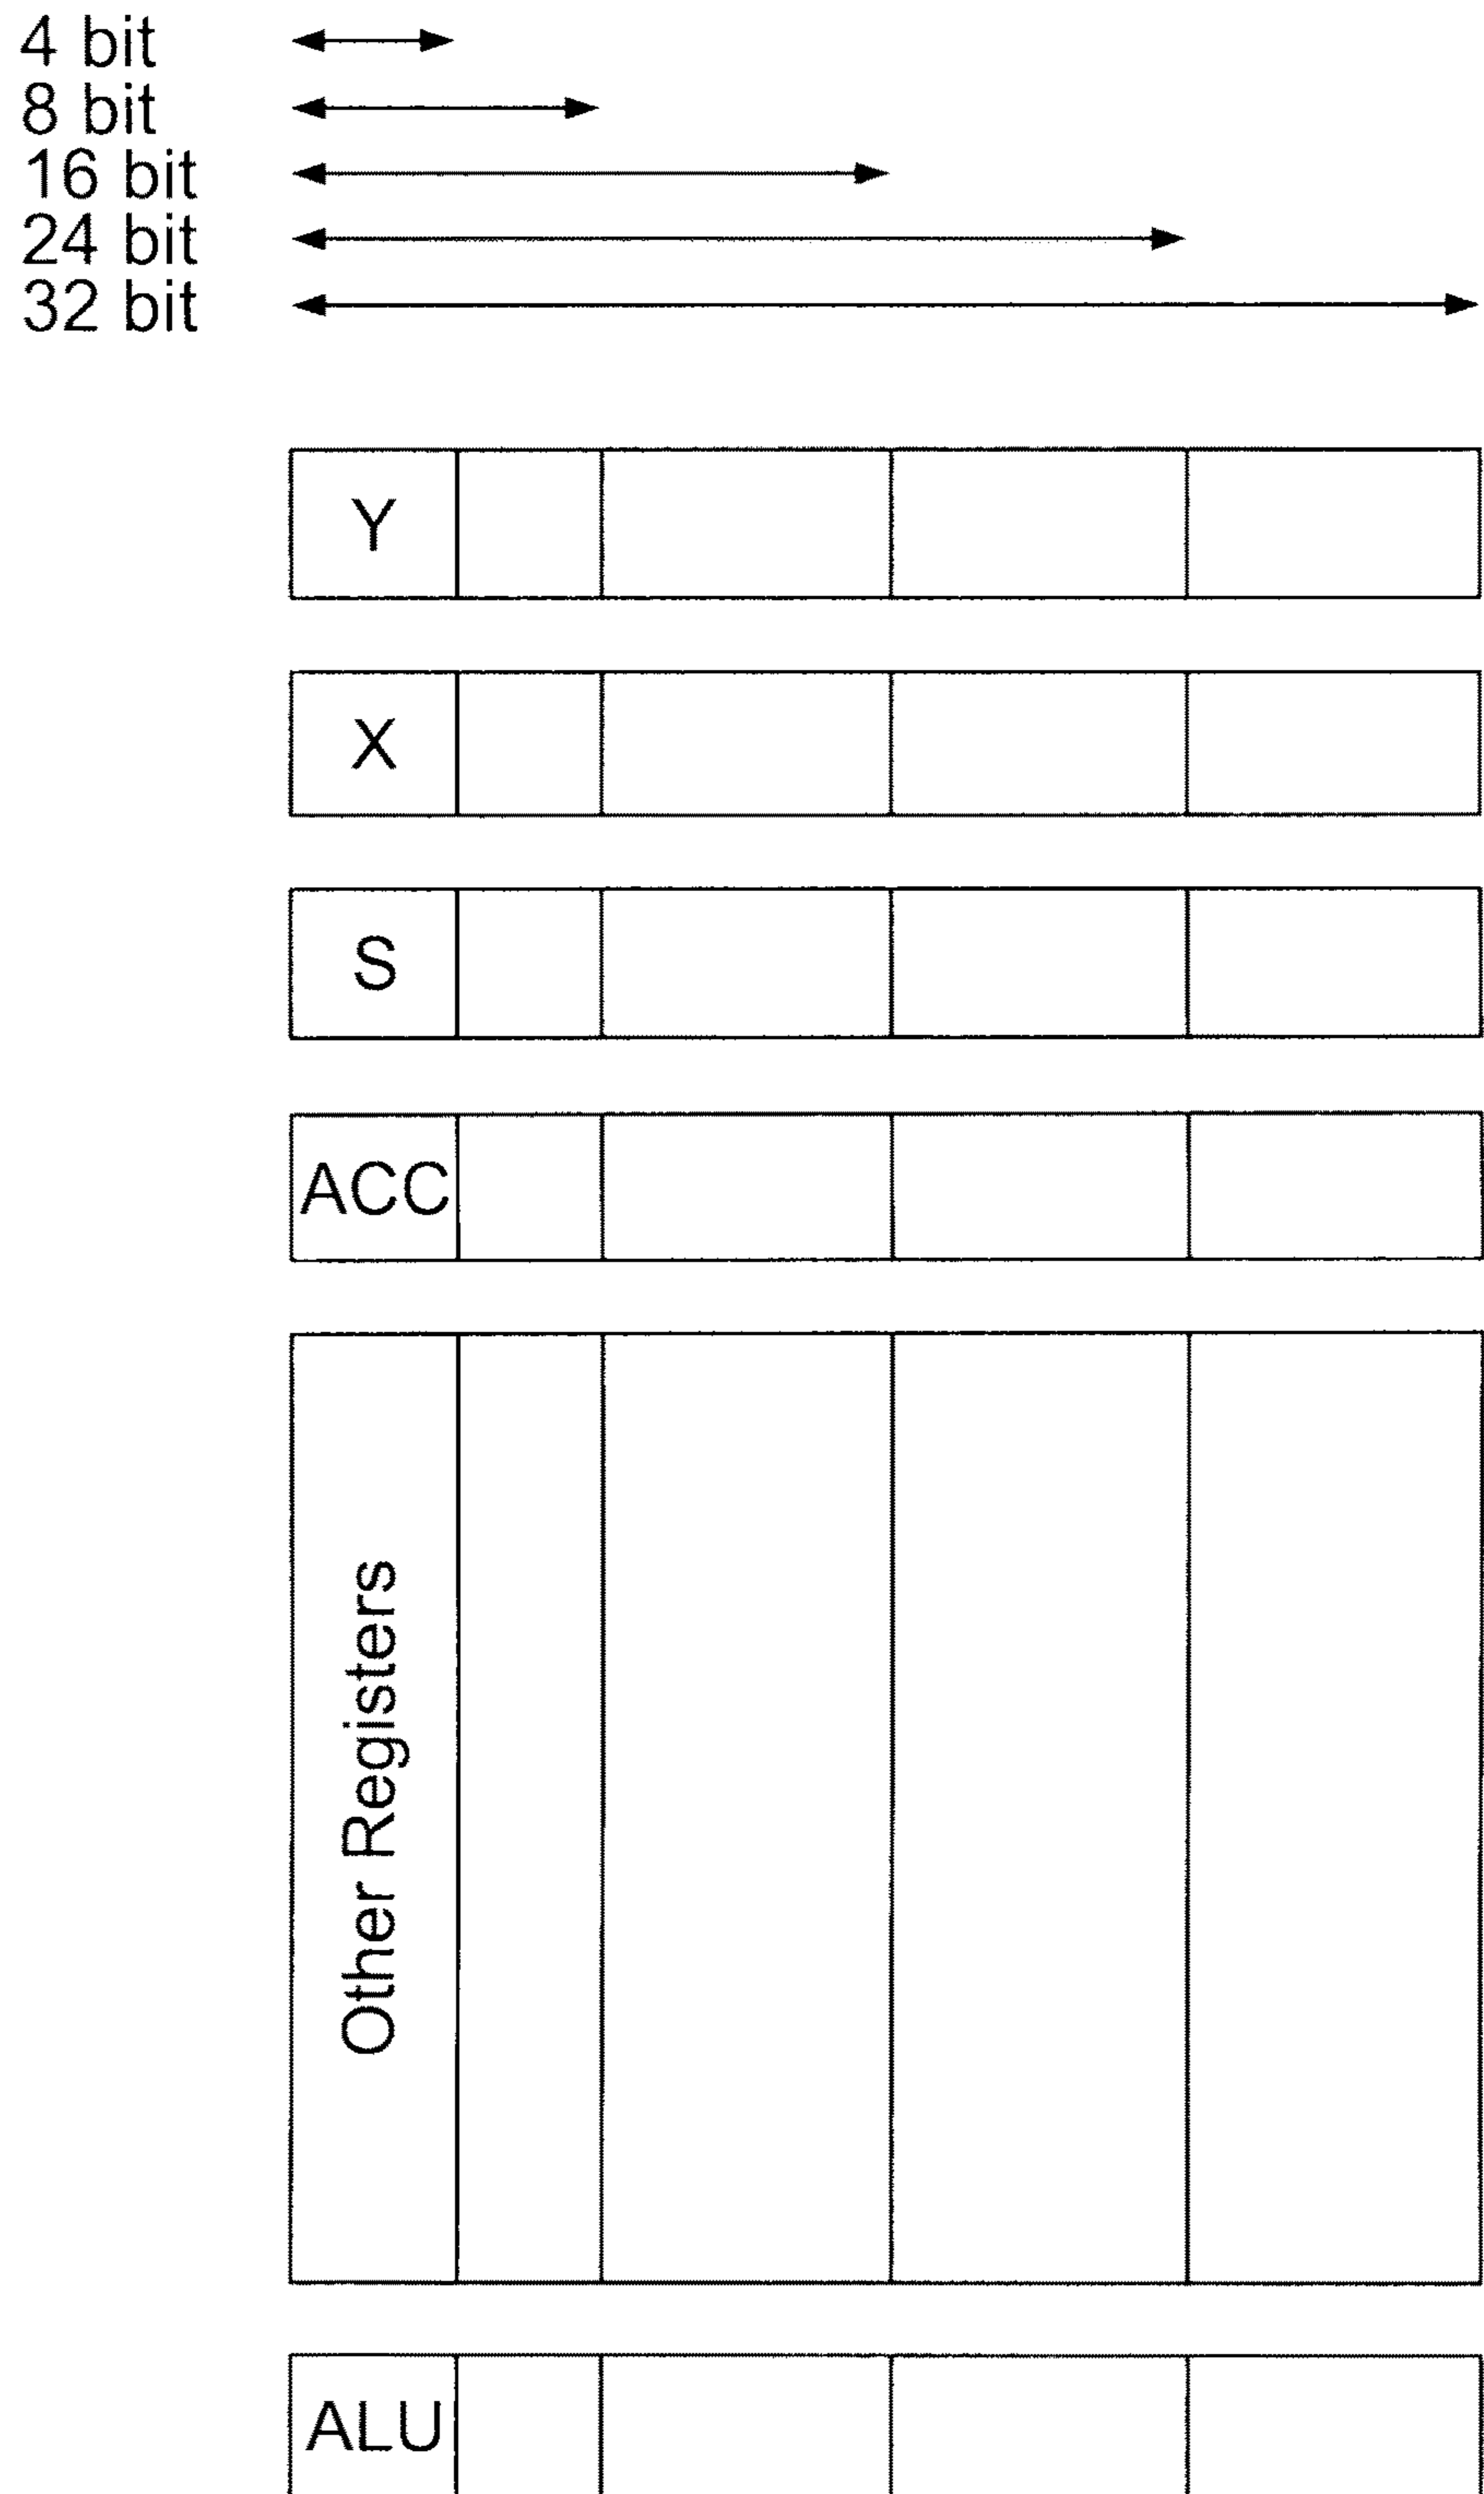 4 bit
8 bit
16 bit
24 bit
32 bit
Y
X
S
ACC
Other Registers
ALU